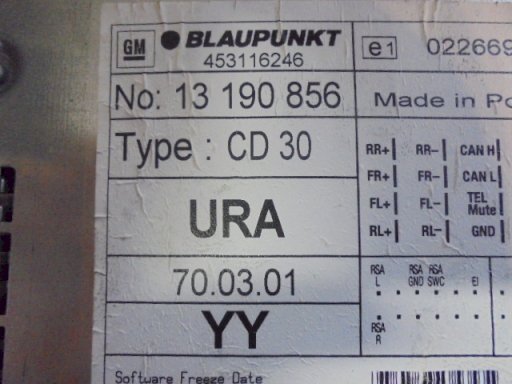 GM BLAUPUNKT
453116246
e1 022669
No: 13 190 856
Made in Po
Type : CD 30
RR+ RR- CAN H
FR+ FR- CAN L
FL+ FL- TEL Mute
RL+ RL- GND
URA
70.03.01
RSA L RSA GND RSA SWC
YY
RSA R
Software Freeze Date